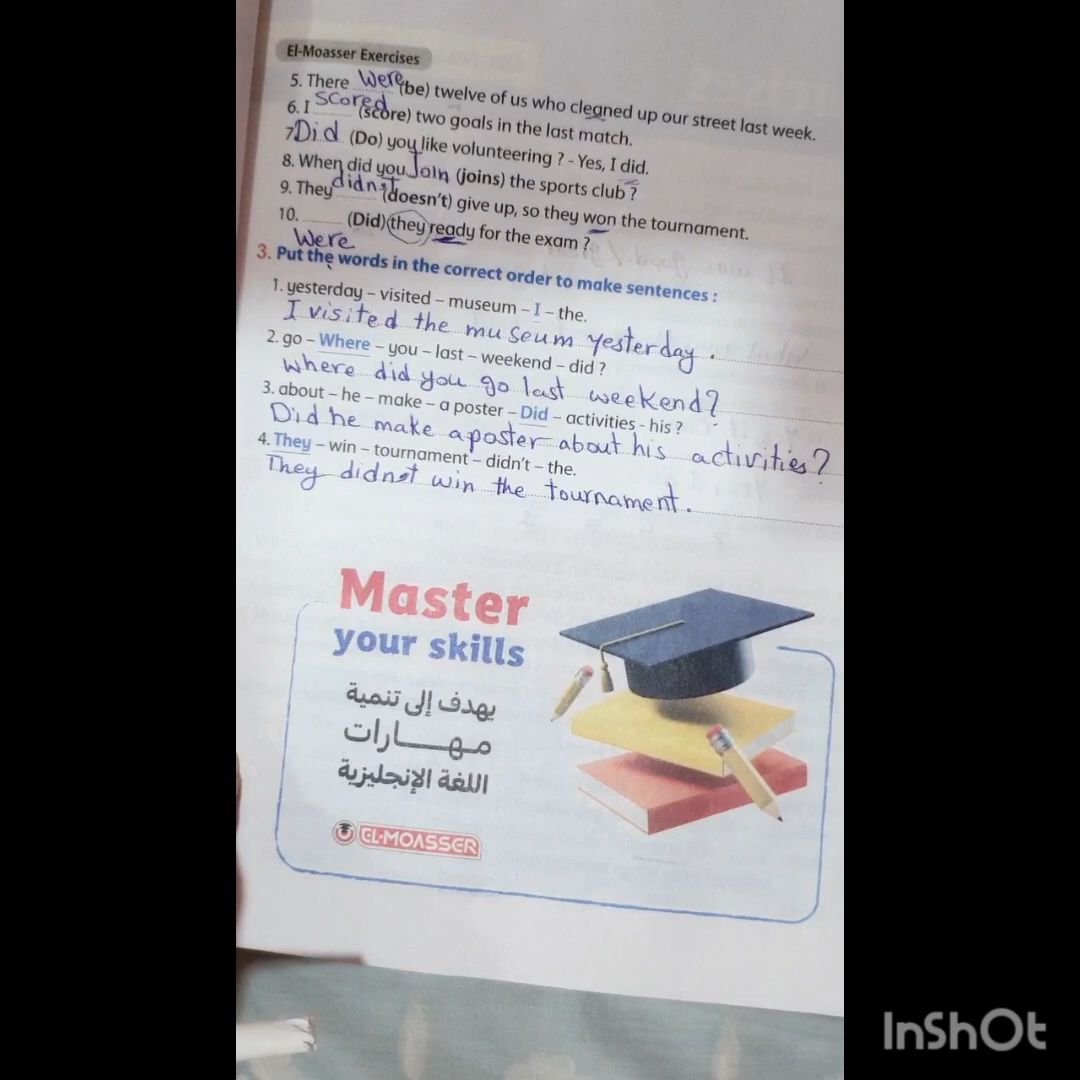 El-Moasser Exercises
5. There were (be) twelve of us who cleaned up our street last week.
6. I scored (score) two goals in the last match.
7. Did (Do) you like volunteering ? - Yes, I did.
8. When did you Join (joins) the sports club ?
9. They didn't (doesn't) give up, so they won the tournament.
10. ........ (Did) they ready for the exam ?
Were
3. Put the words in the correct order to make sentences :
1. yesterday – visited – museum – I – the.
I visited the museum yesterday.
2. go – Where – you – last – weekend – did ?
where did you go last weekend?
3. about – he – make – a poster – Did – activities - his ?
Did he make a poster about his activities?
4. They – win – tournament – didn't – the.
They didnot win the tournament.
Master
your skills
يهدف إلى تنمية
مهـــارات
اللغة الإنجليزية
EL-MOASSER
InShOt